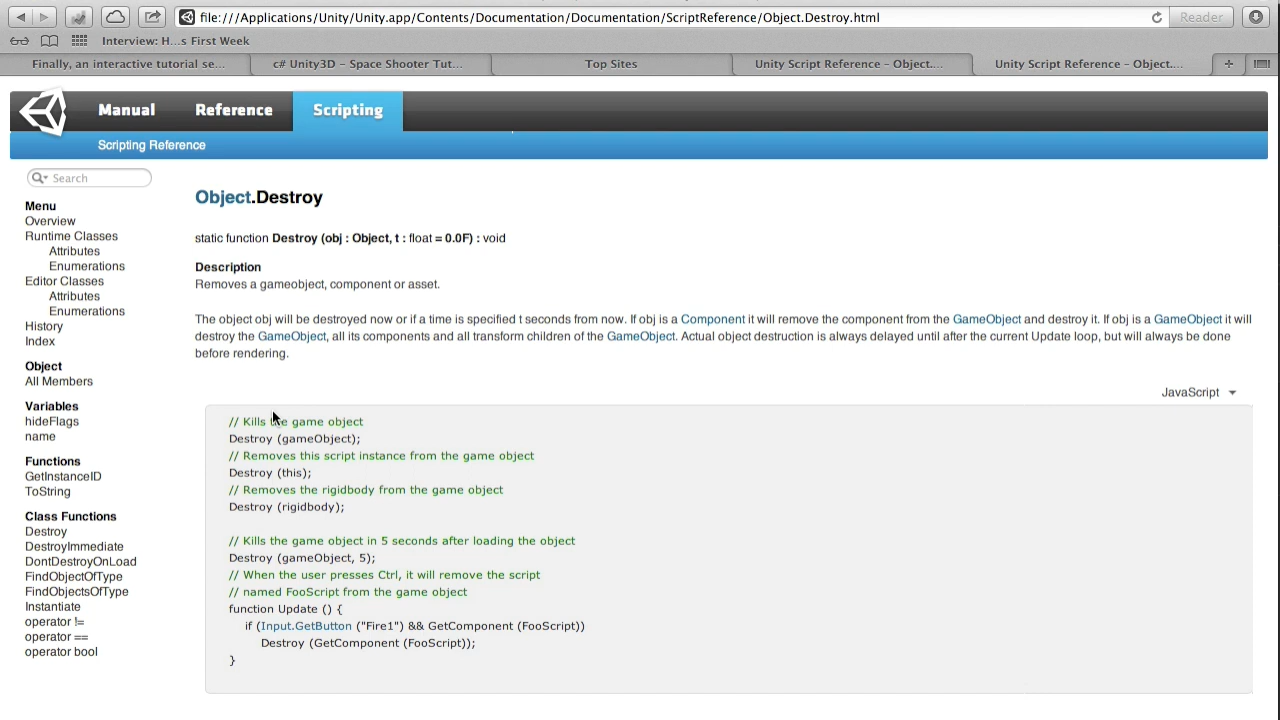 file:///Applications/Unity/Unity.app/Contents/Documentation/Documentation/ScriptReference/Object.Destroy.html
Reader
Interview: H...s First Week
Finally, an interactive tutorial se...
c# Unity3D – Space Shooter Tut...
Top Sites
Unity Script Reference – Object....
Unity Script Reference – Object....
Manual
Reference
Scripting
Scripting Reference
Search
Menu
Overview
Runtime Classes
Attributes
Enumerations
Editor Classes
Attributes
Enumerations
History
Index
Object
All Members
Variables
hideFlags
name
Functions
GetInstanceID
ToString
Class Functions
Destroy
DestroyImmediate
DontDestroyOnLoad
FindObjectOfType
FindObjectsOfType
Instantiate
operator !=
operator ==
operator bool
Object.Destroy
static function Destroy (obj : Object, t : float = 0.0F) : void
Description
Removes a gameobject, component or asset.
The object obj will be destroyed now or if a time is specified t seconds from now. If obj is a Component it will remove the component from the GameObject and destroy it. If obj is a GameObject it will
destroy the GameObject, all its components and all transform children of the GameObject. Actual object destruction is always delayed until after the current Update loop, but will always be done
before rendering.
JavaScript
// Kills the game object
Destroy (gameObject);
// Removes this script instance from the game object
Destroy (this);
// Removes the rigidbody from the game object
Destroy (rigidbody);
// Kills the game object in 5 seconds after loading the object
Destroy (gameObject, 5);
// When the user presses Ctrl, it will remove the script
// named FooScript from the game object
function Update () {
if (Input.GetButton ("Fire1") && GetComponent (FooScript))
Destroy (GetComponent (FooScript));
}